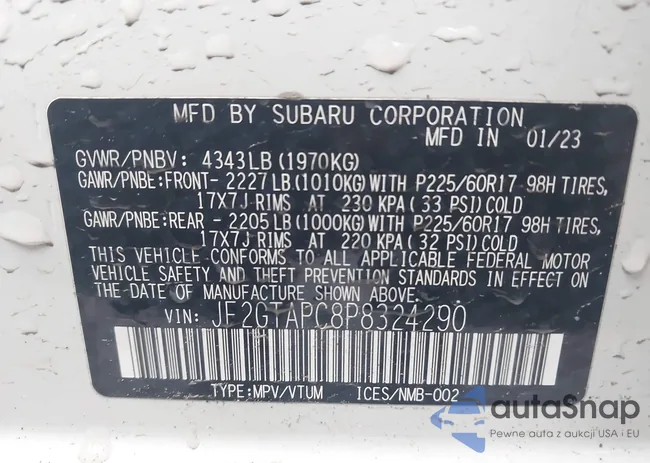 MFD BY SUBARU CORPORATION
MFD IN 01/23
GVWR/PNBV: 4343LB(1970KG)
GAWR/PNBE:FRONT- 2227LB(1010KG)WITH P225/60R17 98H TIRES,
17X7J RIMS AT 230 KPA(33 PSI)COLD
GAWR/PNBE:REAR - 2205LB(1000KG)WITH P225/60R17 98H TIRES,
17X7J RIMS AT 220 KPA(32 PSI)COLD
THIS VEHICLE CONFORMS TO ALL APPLICABLE FEDERAL MOTOR
VEHICLE SAFETY AND THEFT PREVENTION STANDARDS IN EFFECT ON
THE DATE OF MANUFACTURE SHOWN ABOVE.
VIN: JF2GTAPC8P8324290
TYPE:MPV/VTUM ICES/NMB-002
autoSnap
Pewne auta z aukcji USA i EU